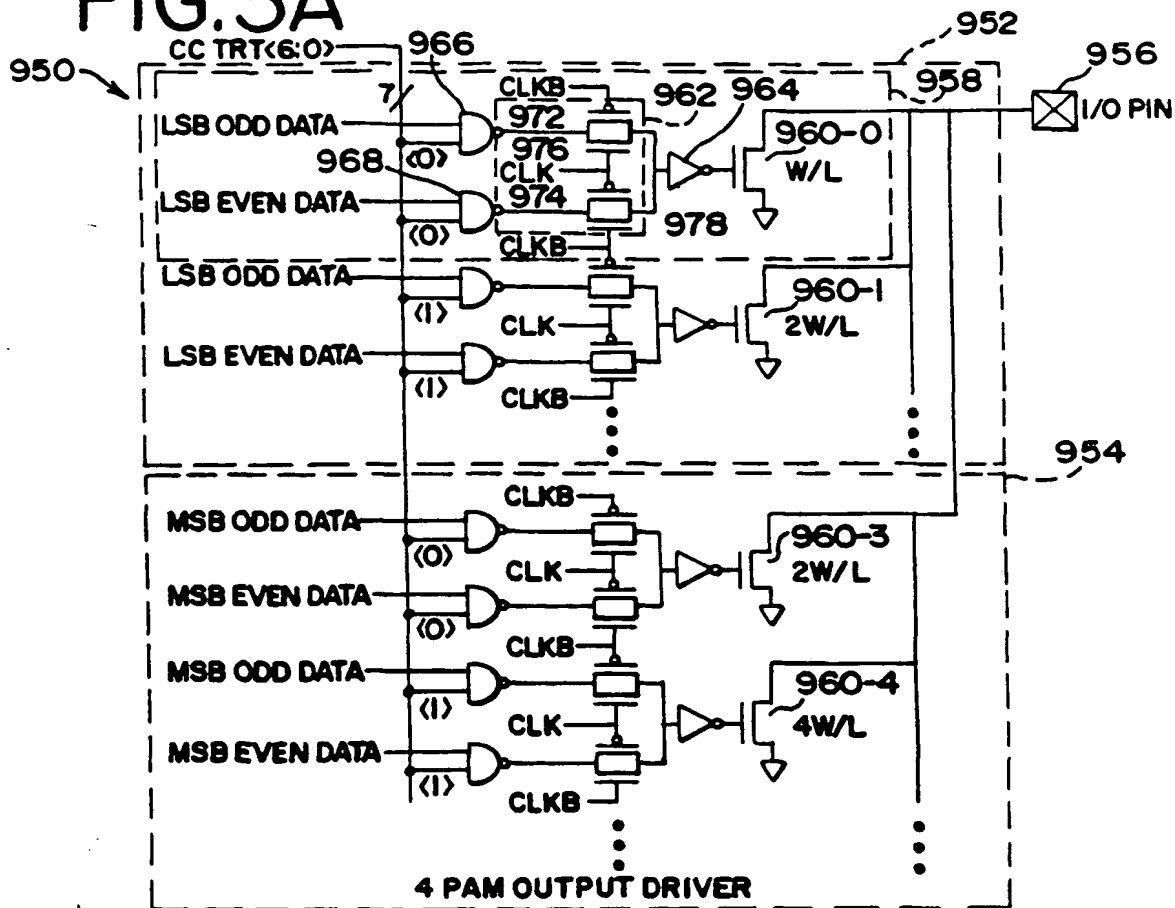 FIG.5A
CC TRT<6:0>
966
952
950
956
7
CLKB
962
964
958
LSB ODD DATA
972
I/O PIN
960-0
<0>
976
W/L
968
CLK
LSB EVEN DATA
974
<0>
978
CLKB
LSB ODD DATA
960-1
<1>
CLK
2W/L
LSB EVEN DATA
<1>
CLKB
954
CLKB
MSB ODD DATA
960-3
<0>
CLK
2W/L
MSB EVEN DATA
<0>
CLKB
MSB ODD DATA
960-4
<1>
CLK
4W/L
MSB EVEN DATA
<1>
CLKB
4 PAM OUTPUT DRIVER